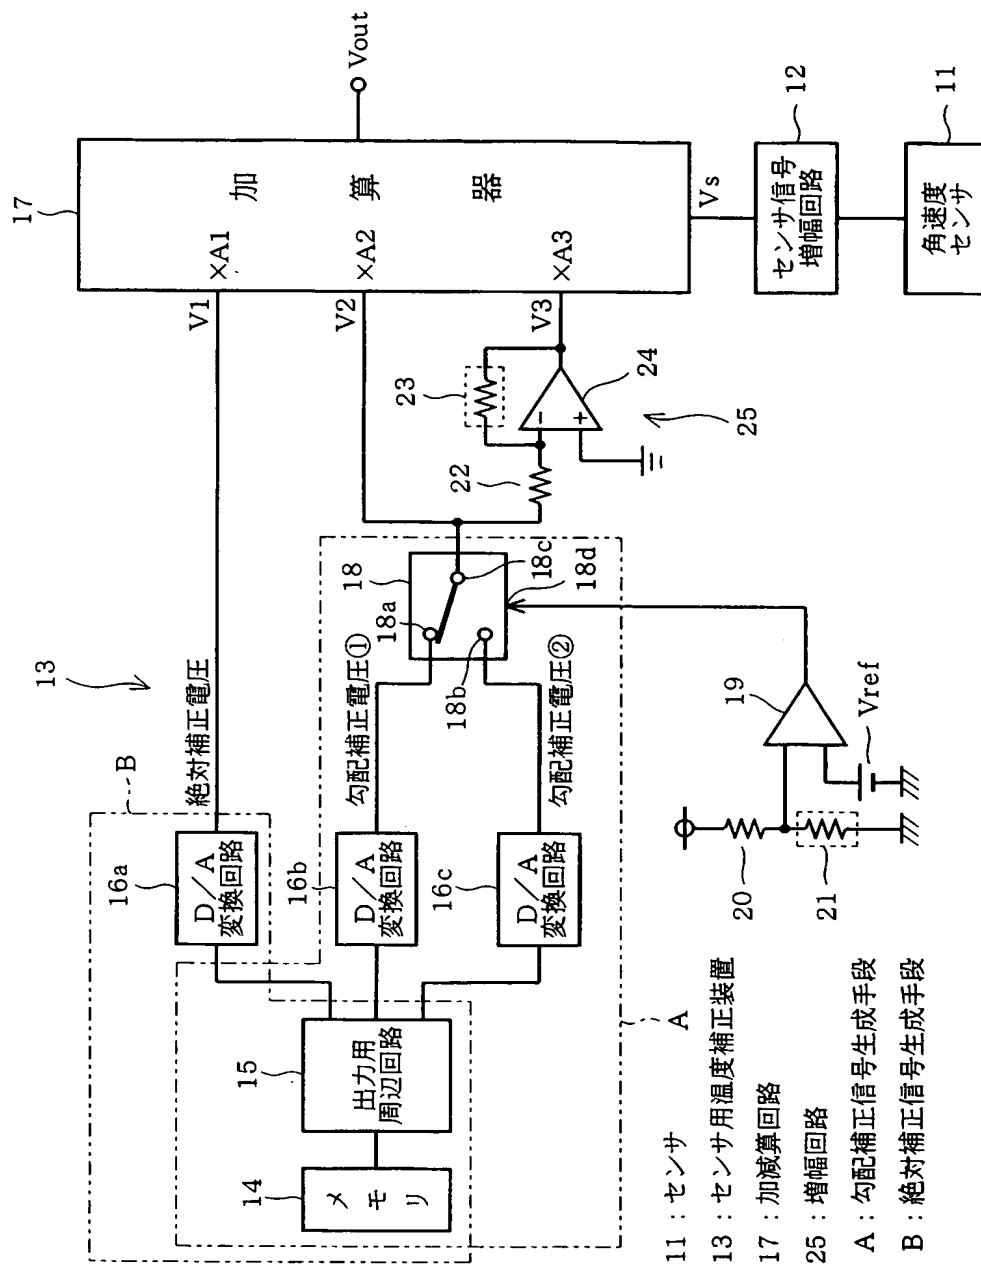 13
17
B
16a
D/A
変換回路
絶対補正電圧
V1
×A1
加算器
Vout
14
メモリ
15
出力用
周辺回路
16b
D/A
変換回路
勾配補正電圧①
18
18a
18b
18c
18d
V2
×A2
16c
D/A
変換回路
勾配補正電圧②
22
23
−
+
24
25
V3
×A3
Vs
12
センサ信号
増幅回路
11
角速度
センサ
A
19
Vref
20
21
11：センサ
13：センサ用温度補正装置
17：加減算回路
25：増幅回路
A：勾配補正信号生成手段
B：絶対補正信号生成手段